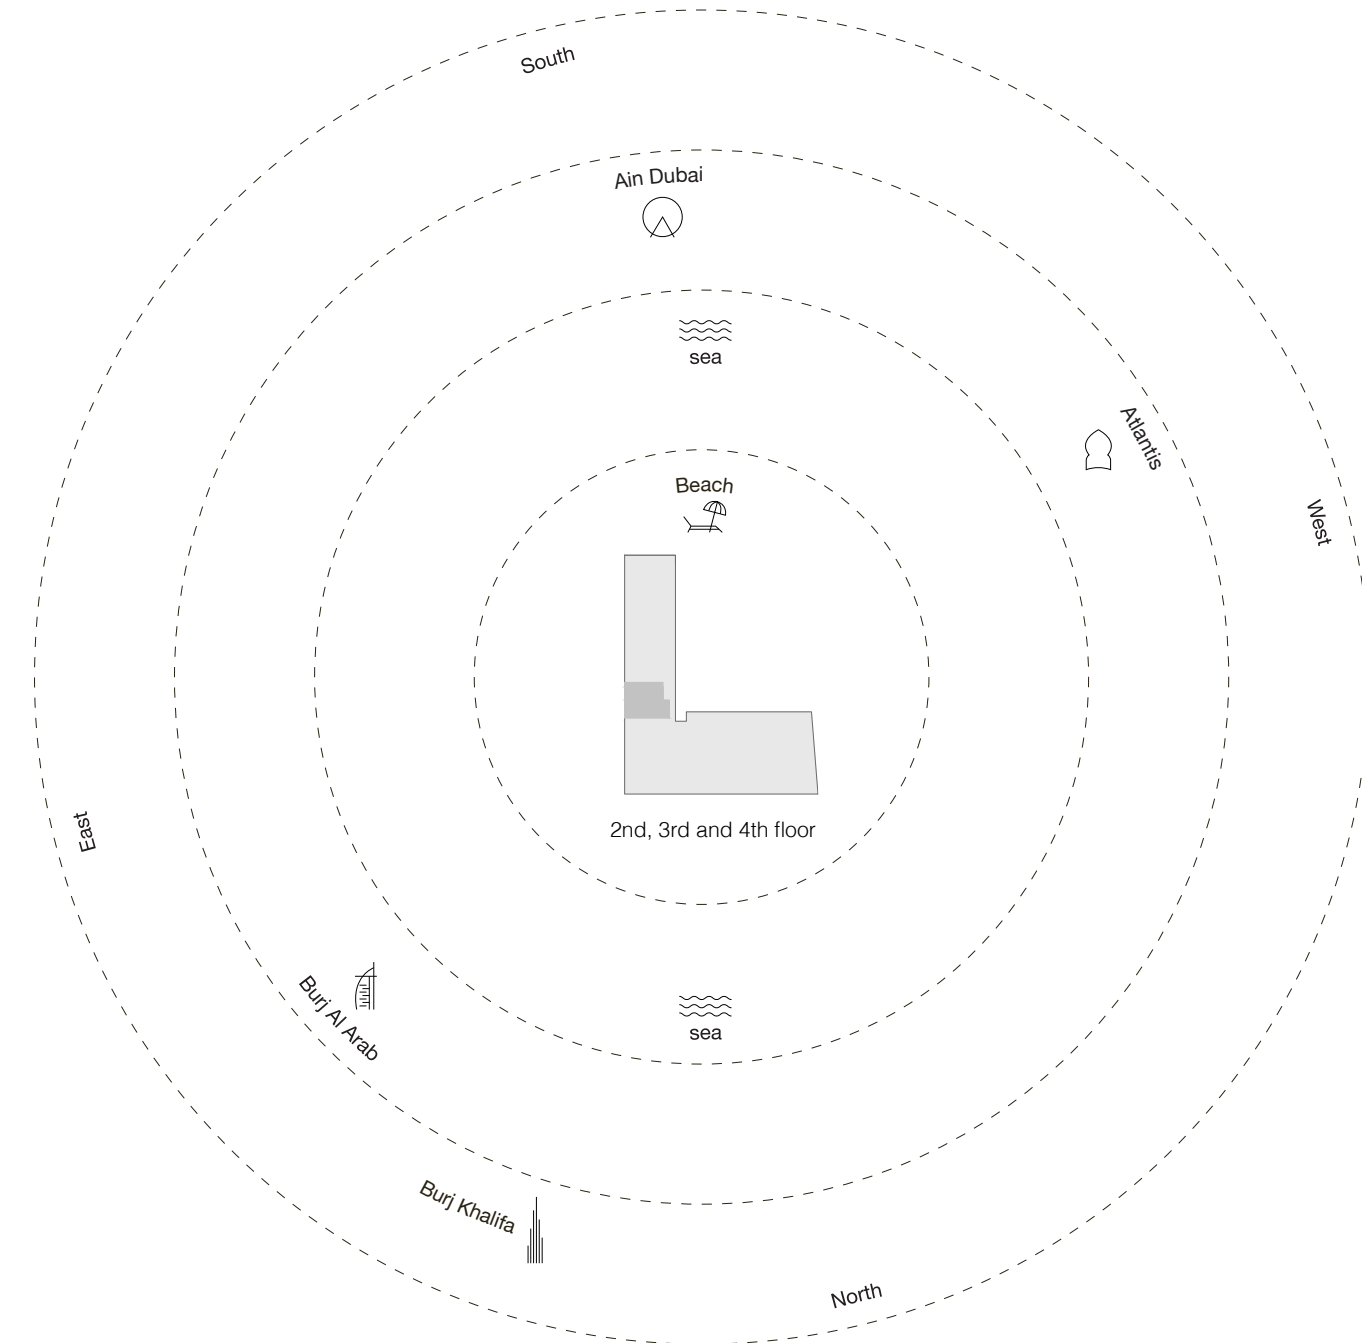 South
Ain Dubai
sea
Atlantis
Beach
West
2nd, 3rd and 4th floor
East
Burj Al Arab
sea
Burj Khalifa
North